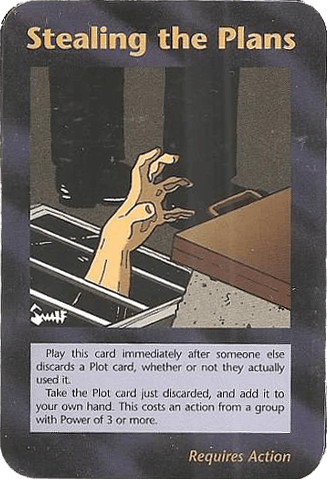 Stealing the Plans
Play this card immediately after someone else
discards a Plot card, whether or not they actually
used it.
Take the Plot card just discarded, and add it to
your own hand. This costs an action from a group
with Power of 3 or more.
Requires Action